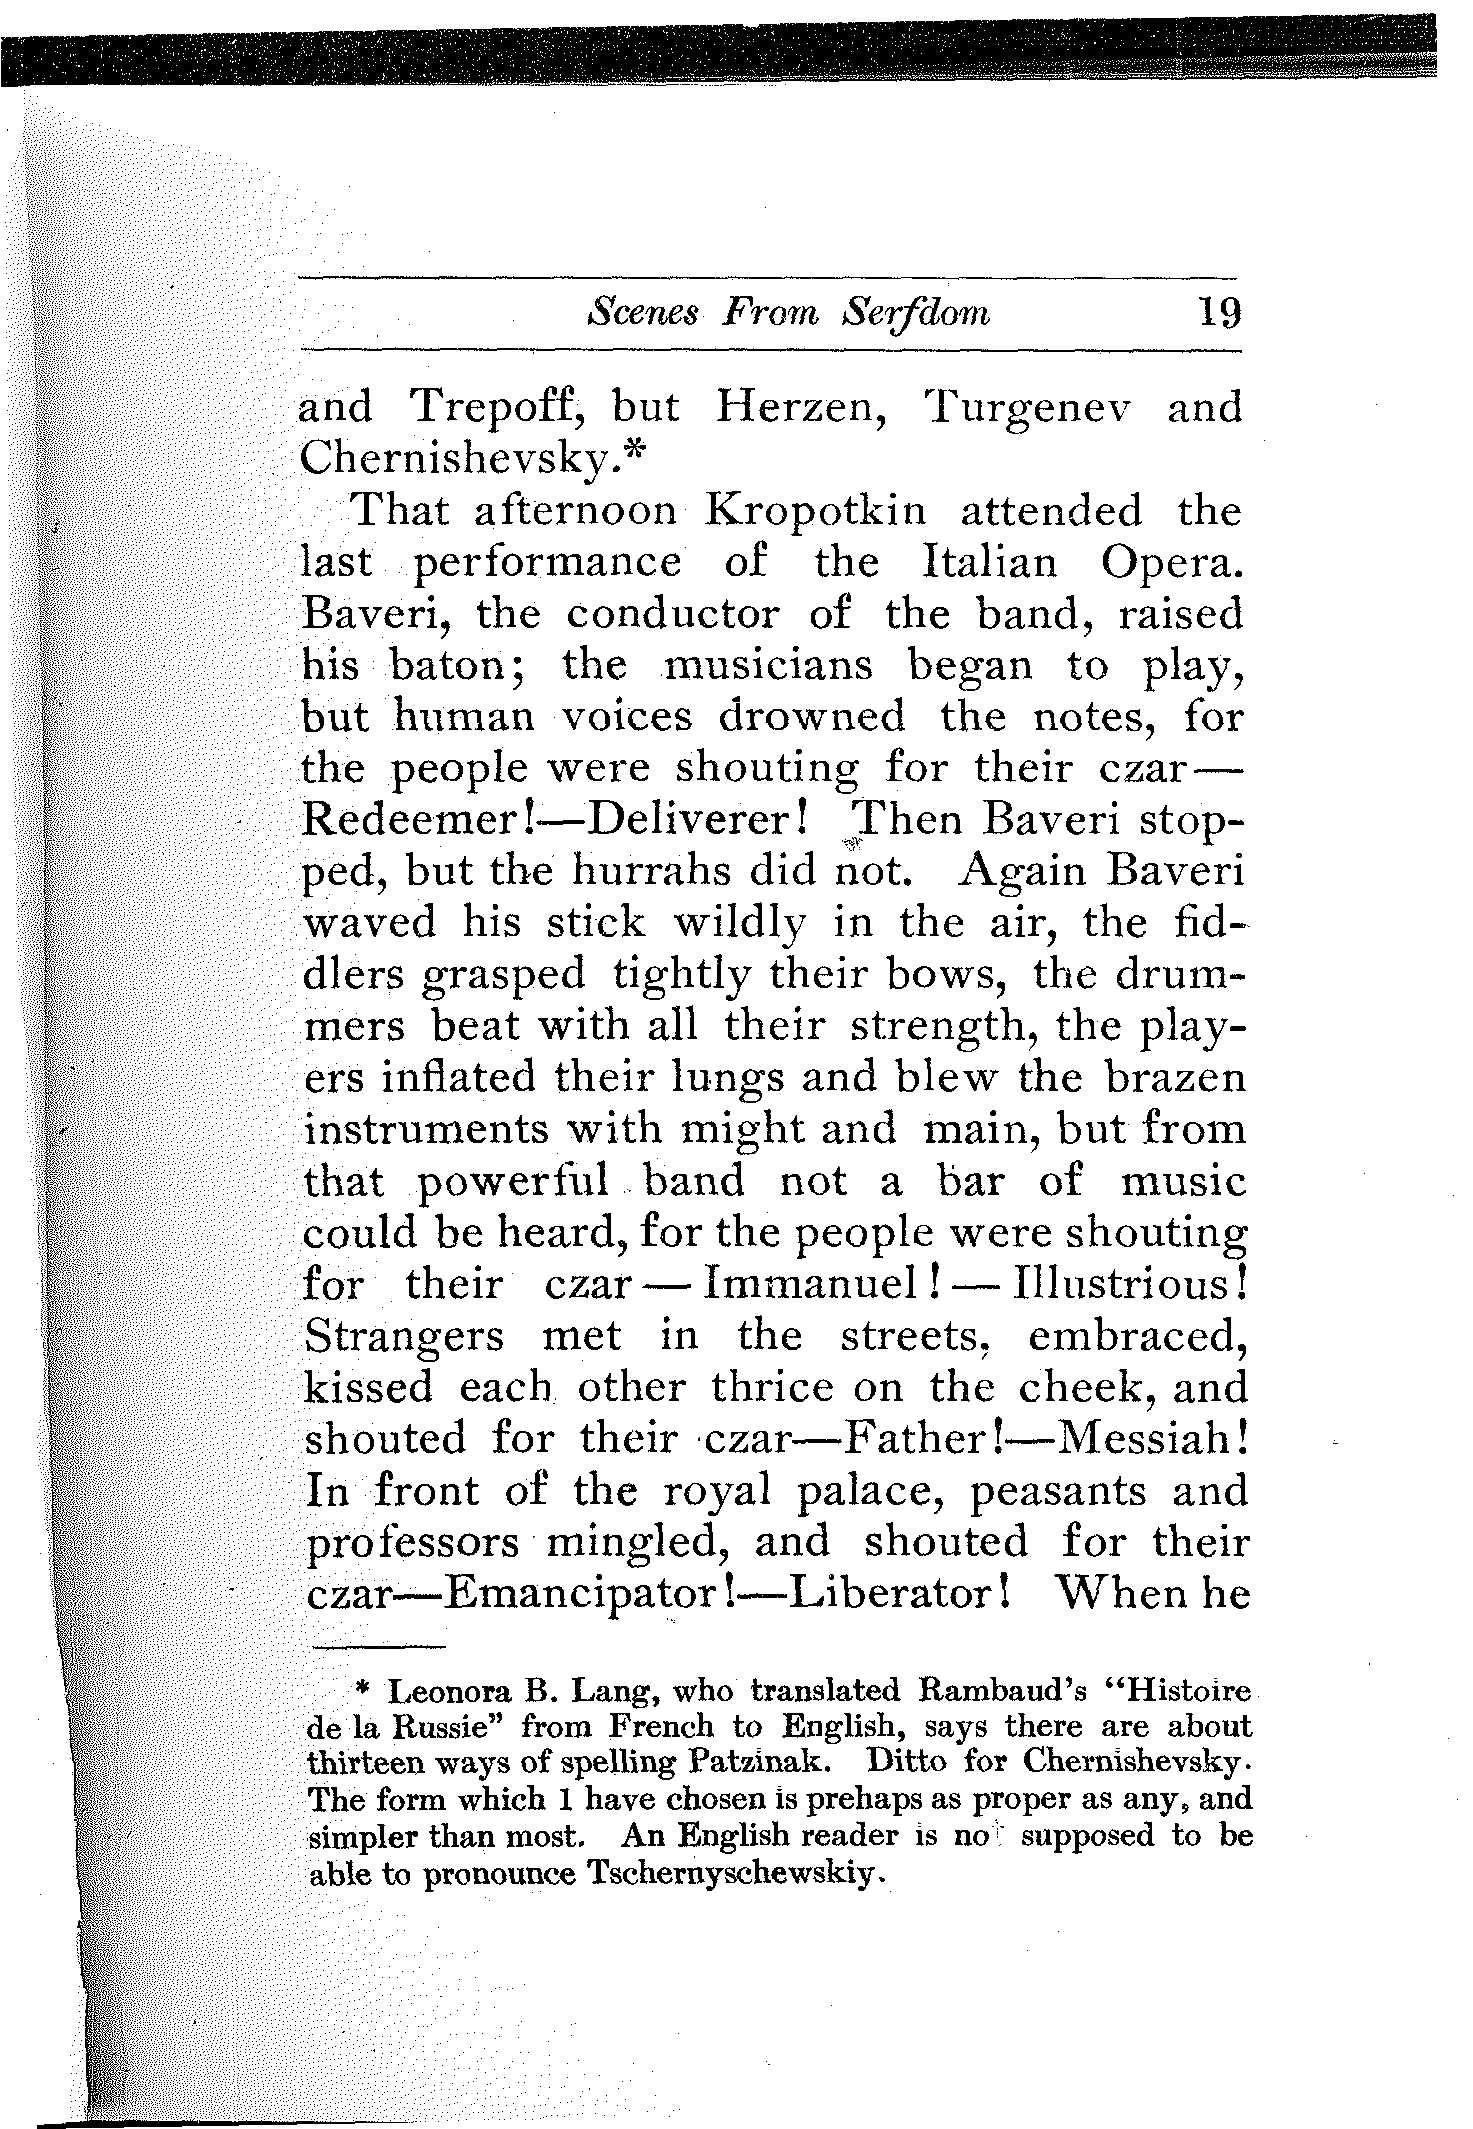 Scenes From Serfdom 19
and Trepoff, but Herzen, Turgenev and
Chernishevsky.*
That afternoon Kropotkin attended the
last performance of the Italian Opera.
Baveri, the conductor of the band, raised
his baton; the musicians began to play,
but human voices drowned the notes, for
the people were shouting for their czar—
Redeemer!—Deliverer! Then Baveri stop-
ped, but the hurrahs did not. Again Baveri
waved his stick wildly in the air, the fid-
dlers grasped tightly their bows, the drum-
mers beat with all their strength, the play-
ers inflated their lungs and blew the brazen
instruments with might and main, but from
that powerful band not a bar of music
could be heard, for the people were shouting
for their czar — Immanuel! — Illustrious!
Strangers met in the streets, embraced,
kissed each other thrice on the cheek, and
shouted for their czar—Father!—Messiah!
In front of the royal palace, peasants and
professors mingled, and shouted for their
czar—Emancipator!—Liberator! When he
* Leonora B. Lang, who translated Rambaud's "Histoire
de la Russie" from French to English, says there are about
thirteen ways of spelling Patzinak. Ditto for Chernishevsky.
The form which 1 have chosen is prehaps as proper as any, and
simpler than most. An English reader is not supposed to be
able to pronounce Tschernyschewskiy.